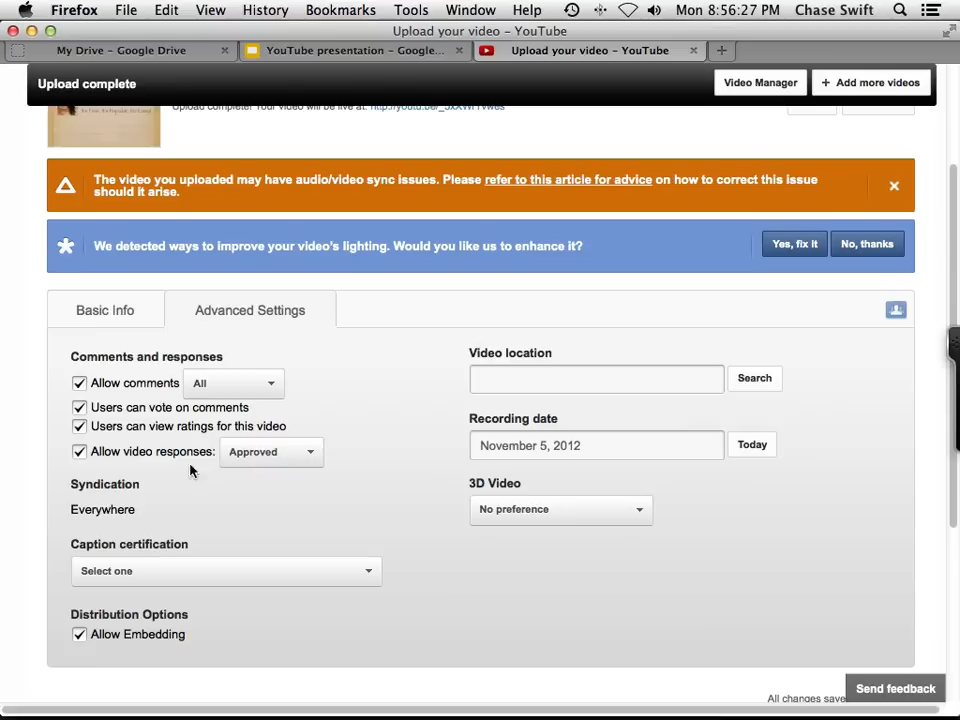 Firefox File Edit View History Bookmarks Tools Window Help Mon 8:56:27 PM Chase Swift
Upload your video – YouTube
My Drive – Google Drive YouTube presentation – Google... Upload your video – YouTube
Upload complete Video Manager + Add more videos
Upload complete! Your video will be live at:
The video you uploaded may have audio/video sync issues. Please refer to this article for advice on how to correct this issue
should it arise.
We detected ways to improve your video's lighting. Would you like us to enhance it? Yes, fix it No, thanks
Basic Info Advanced Settings
Comments and responses
Allow comments All
Users can vote on comments
Users can view ratings for this video
Allow video responses: Approved
Syndication
Everywhere
Caption certification
Select one
Distribution Options
Allow Embedding
Video location
Search
Recording date
November 5, 2012 Today
3D Video
No preference
Send feedback
All changes save